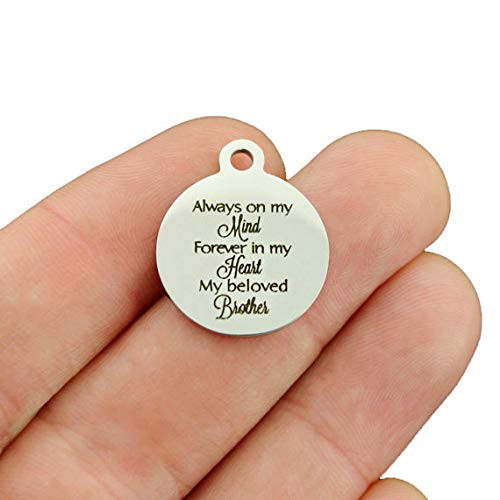 Always on my
Mind
Forever in my
Heart
My beloved
Brother